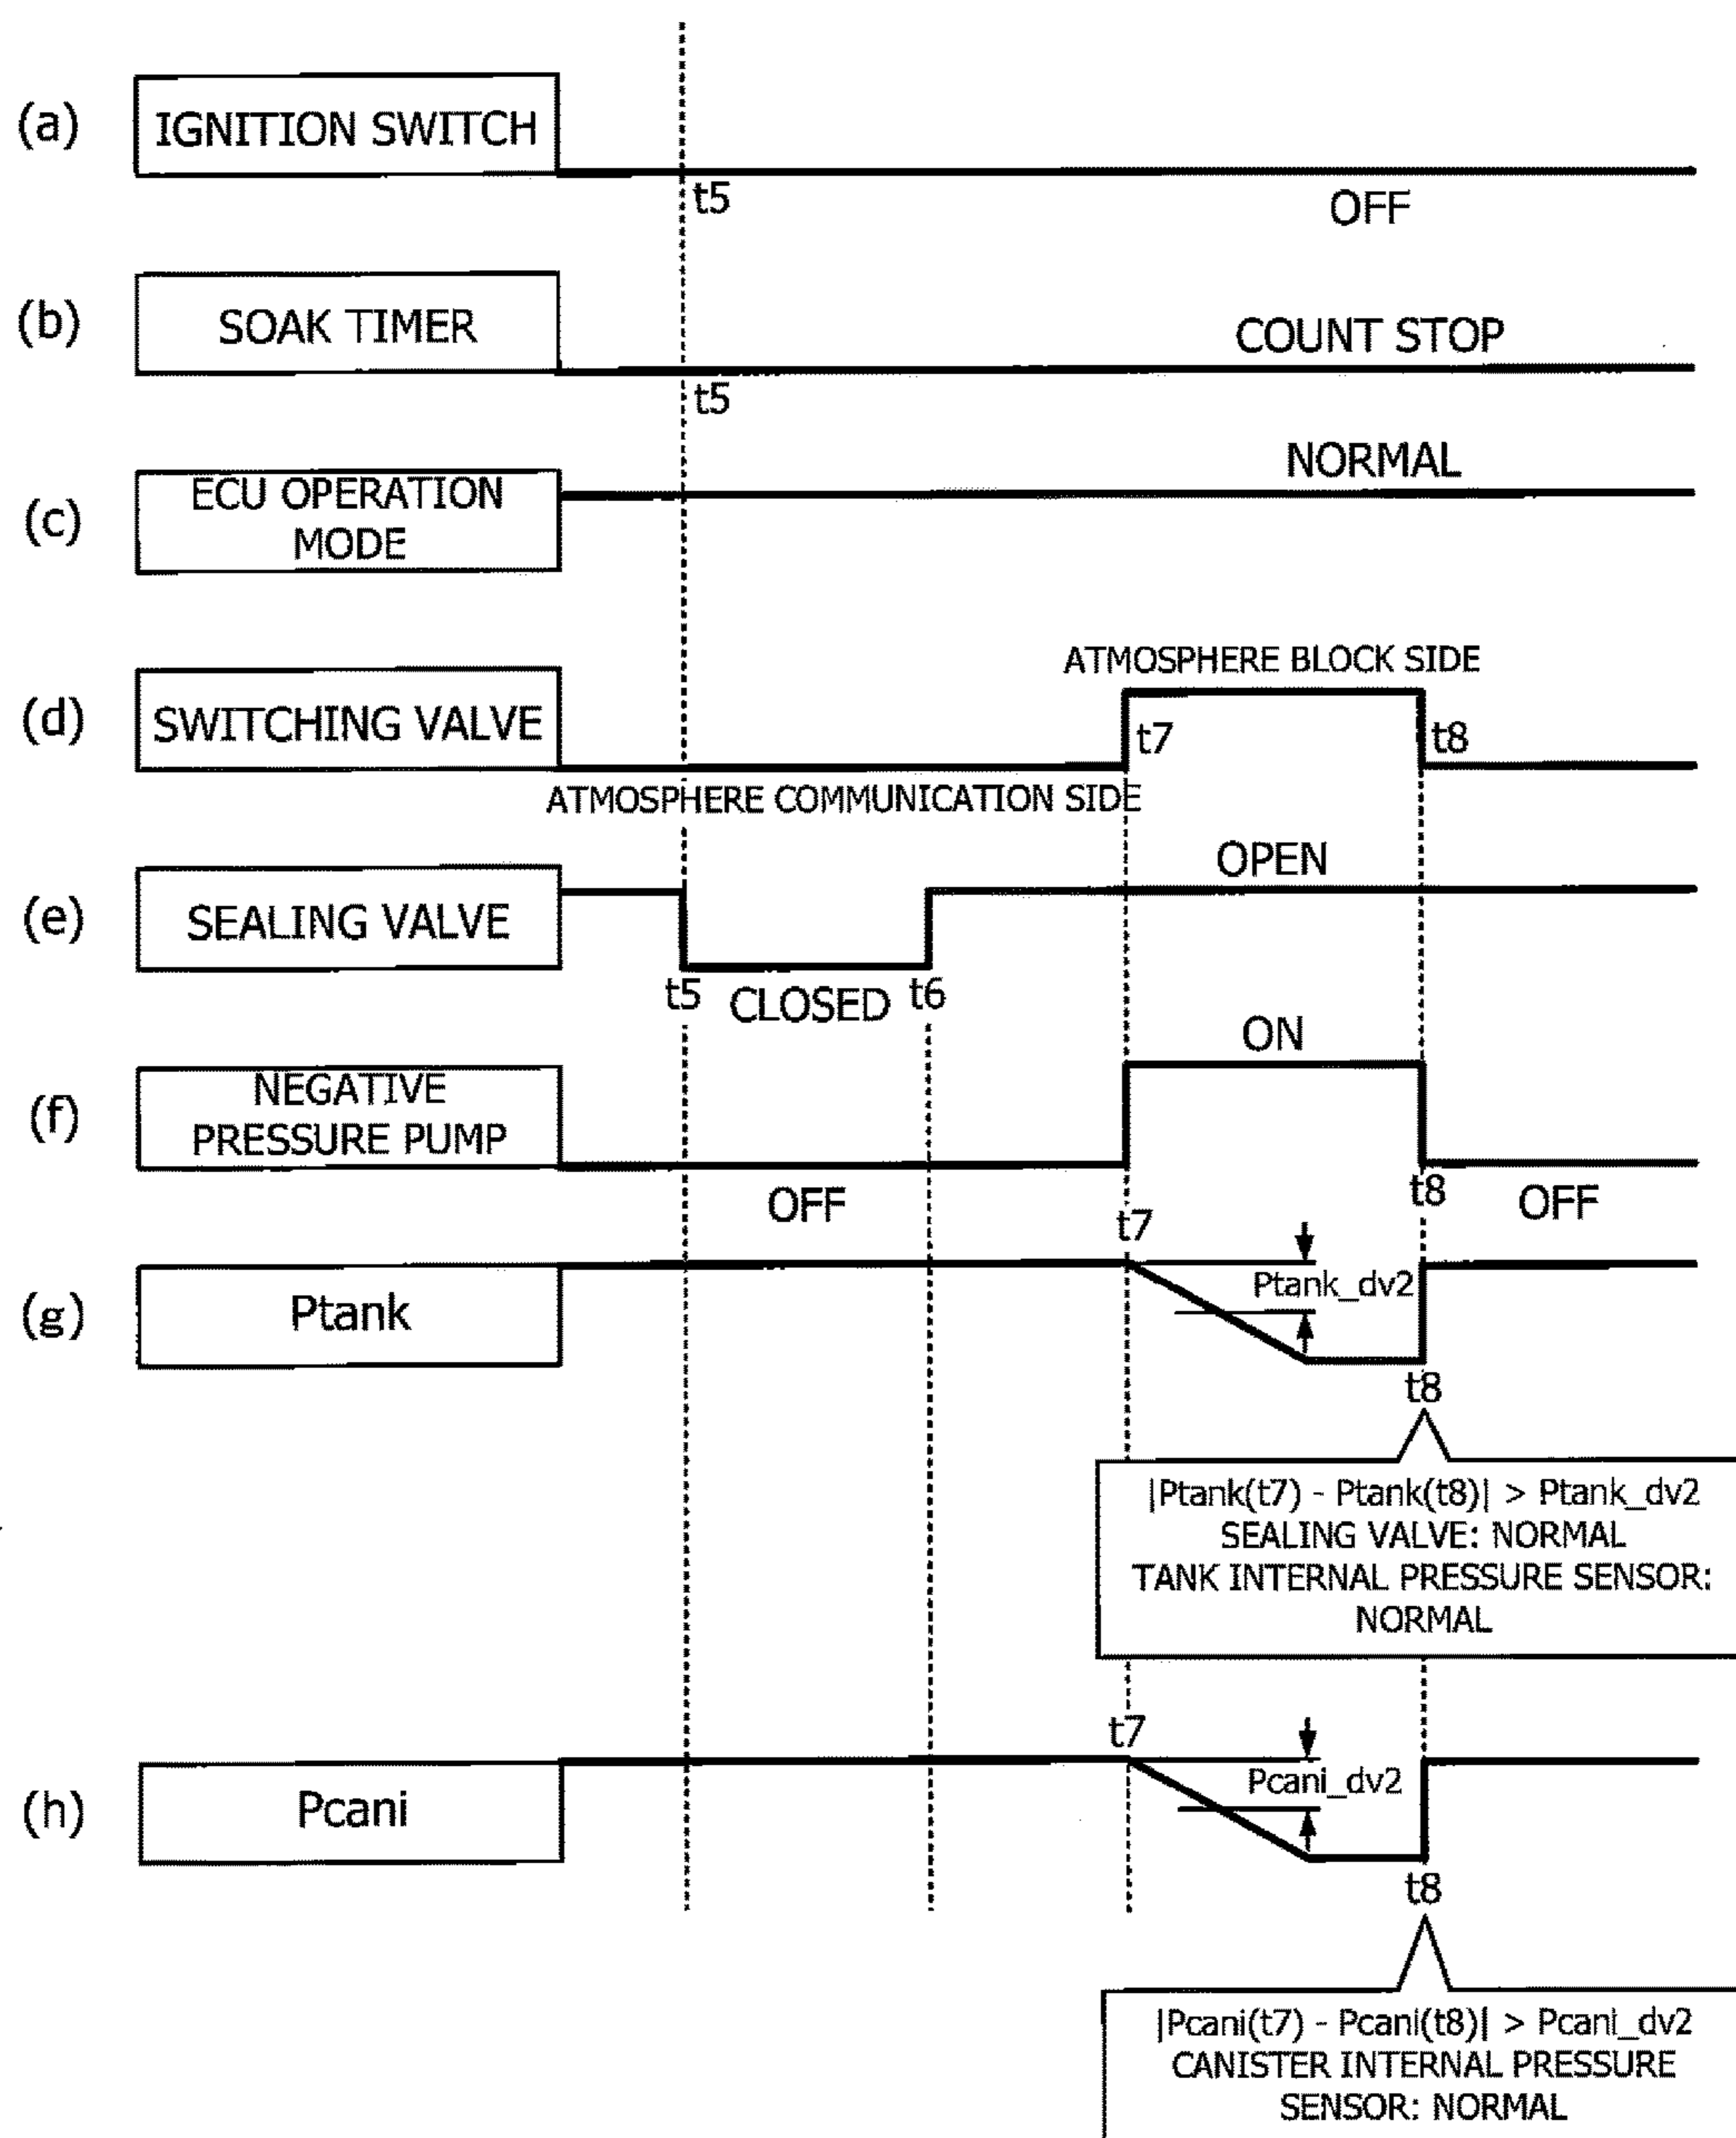 (a)
IGNITION SWITCH
t5
OFF
(b)
SOAK TIMER
COUNT STOP
t5
(c)
ECU OPERATION
MODE
NORMAL
(d)
SWITCHING VALVE
ATMOSPHERE BLOCK SIDE
t7
t8
ATMOSPHERE COMMUNICATION SIDE
(e)
SEALING VALVE
OPEN
t5
CLOSED
t6
(f)
NEGATIVE
PRESSURE PUMP
ON
OFF
t8
OFF
t7
(g)
Ptank
Ptank_dv2
t8
|Ptank(t7) - Ptank(t8)| > Ptank_dv2
SEALING VALVE: NORMAL
TANK INTERNAL PRESSURE SENSOR:
NORMAL
(h)
Pcani
t7
Pcani_dv2
t8
|Pcani(t7) - Pcani(t8)| > Pcani_dv2
CANISTER INTERNAL PRESSURE
SENSOR: NORMAL